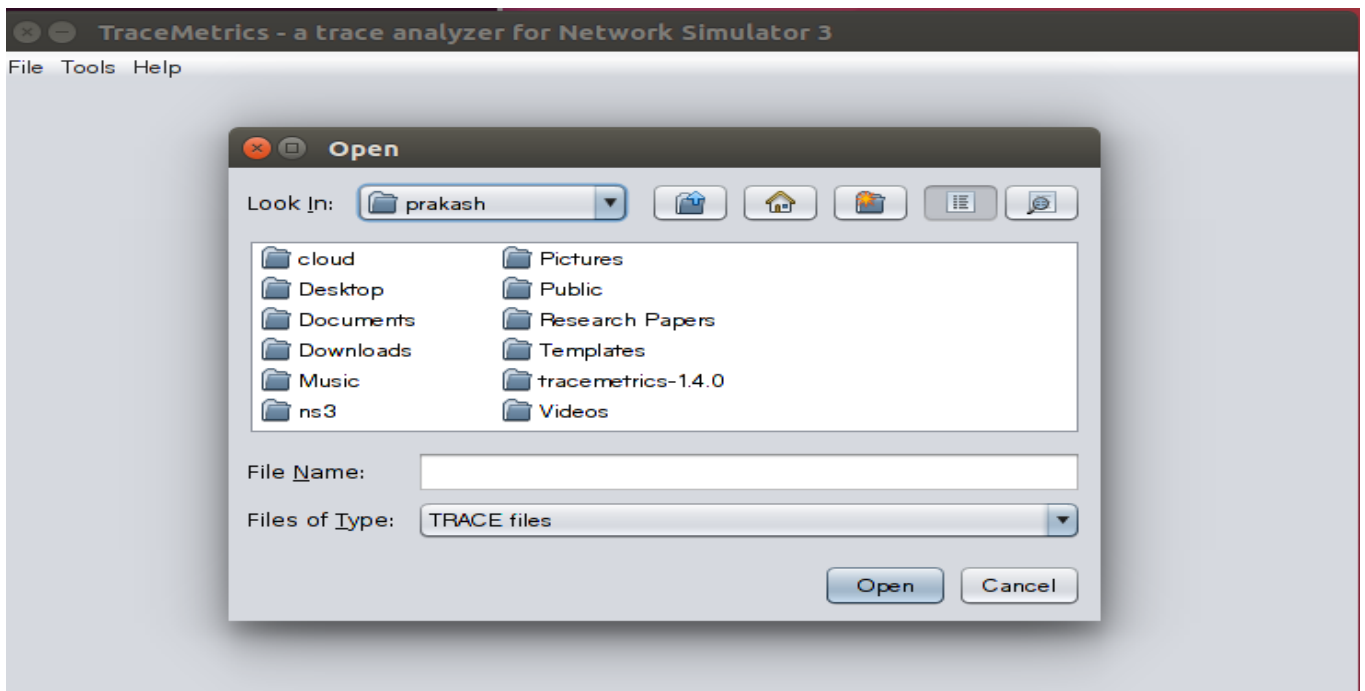 TraceMetrics - a trace analyzer for Network Simulator 3
File Tools Help
Open
Look In: prakash
cloud Pictures
Desktop Public
Documents Research Papers
Downloads Templates
Music tracemetrics-1.4.0
ns3 Videos
File Name:
Files of Type: TRACE files
Open Cancel